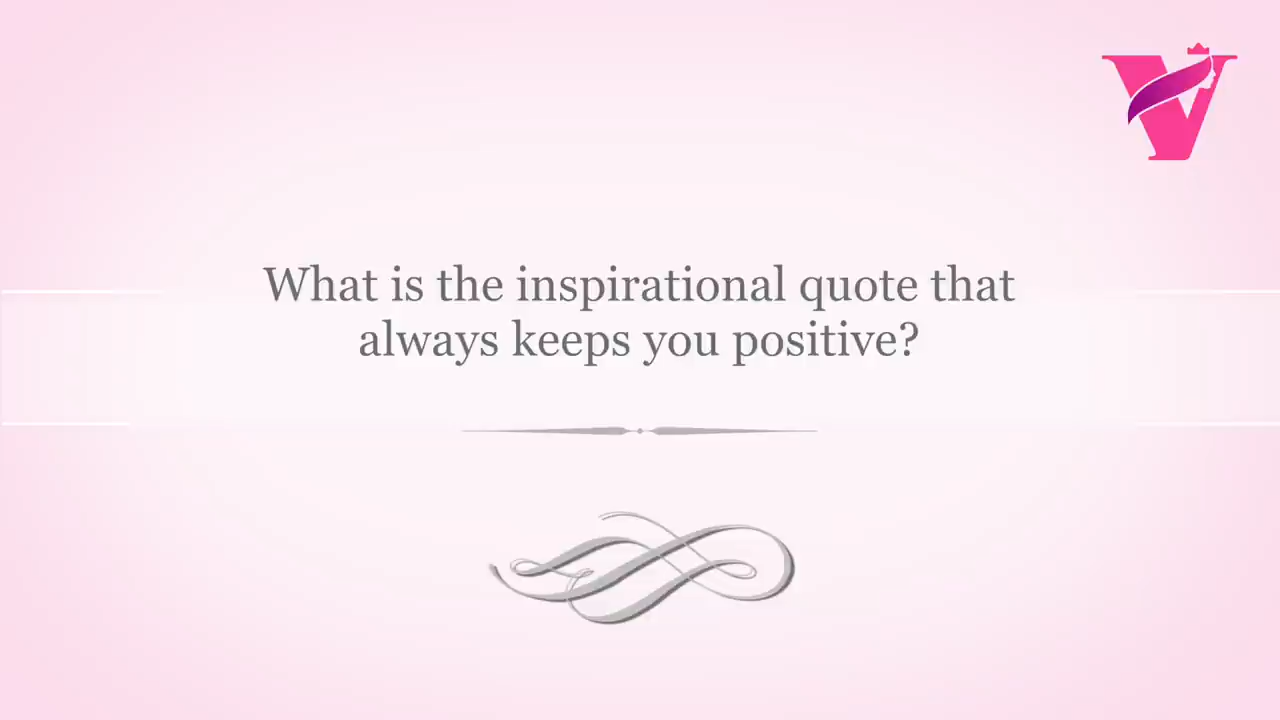 V
What is the inspirational quote that
always keeps you positive?